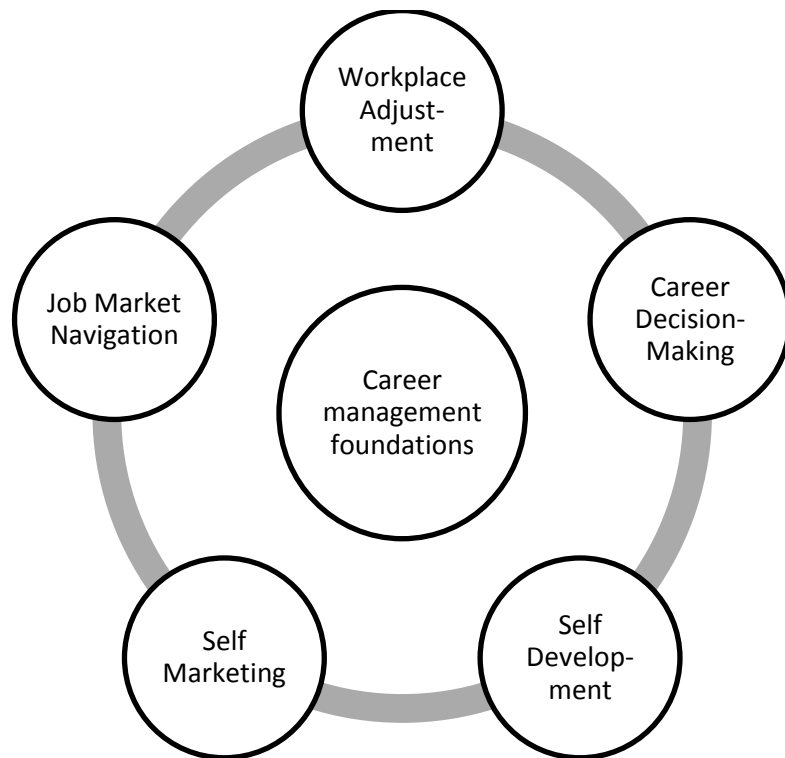 Workplace
Adjust-
ment
Career
Decision-
Making
Self
Develop-
ment
Self
Marketing
Job Market
Navigation
Career
management
foundations